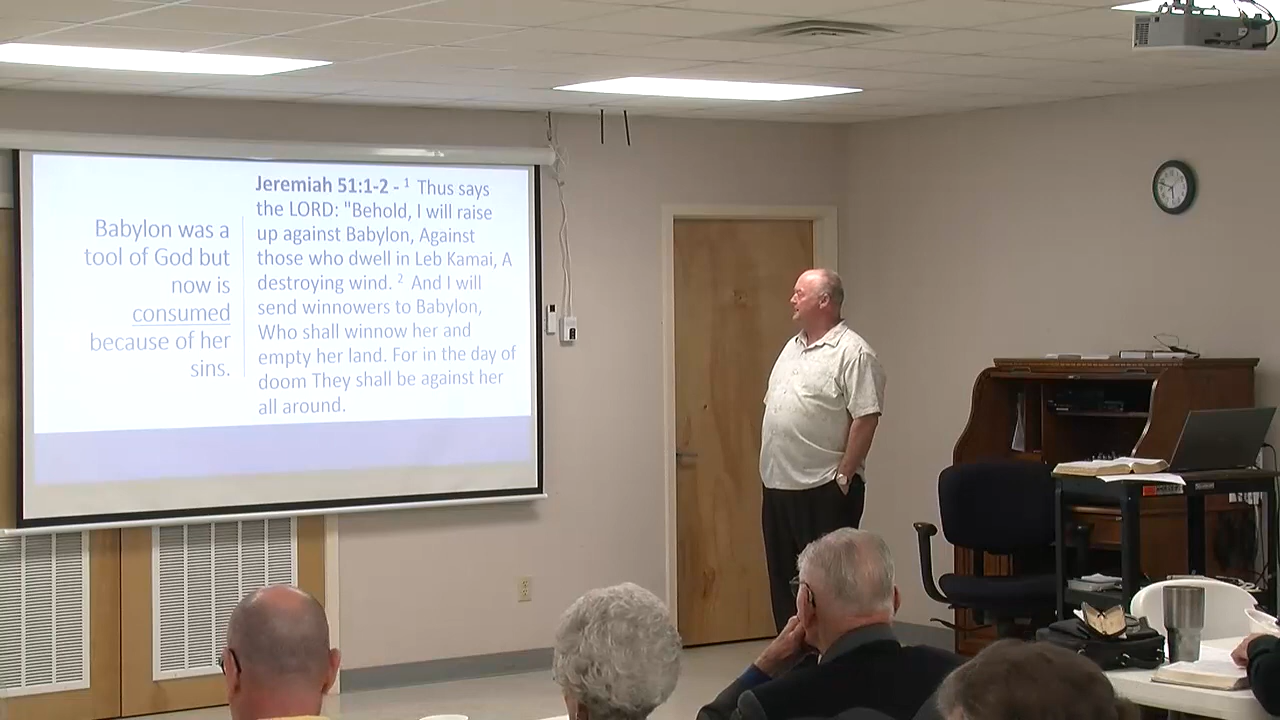 Babylon was a
tool of God but
now is
consumed
because of her
sins.
Jeremiah 51:1-2 - 1 Thus says
the LORD: "Behold, I will raise
up against Babylon, Against
those who dwell in Leb Kamai, A
destroying wind. 2 And I will
send winnowers to Babylon,
Who shall winnow her and
empty her land. For in the day of
doom They shall be against her
all around.